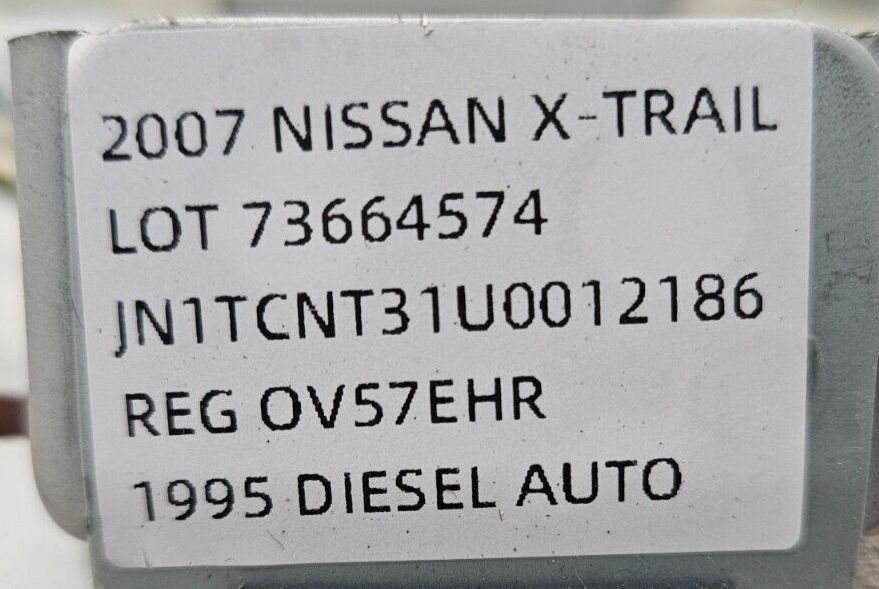 2007 NISSAN X-TRAIL
LOT 73664574
JN1TCNT31U0012186
REG OV57EHR
1995 DIESEL AUTO